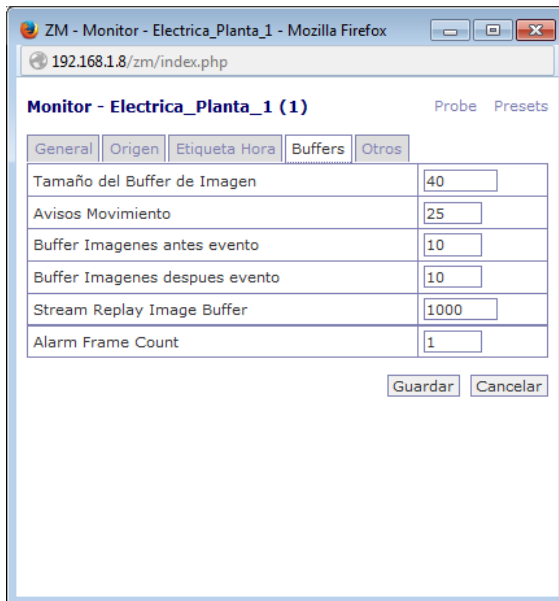 ZM - Monitor - Electrica_Planta_1 - Mozilla Firefox
192.168.1.8/zm/index.php
Monitor - Electrica_Planta_1 (1) Probe Presets
General Origen Etiqueta Hora Buffers Otros
Tamaño del Buffer de Imagen 40
Avisos Movimiento 25
Buffer Imagenes antes evento 10
Buffer Imagenes despues evento 10
Stream Replay Image Buffer 1000
Alarm Frame Count 1
Guardar Cancelar